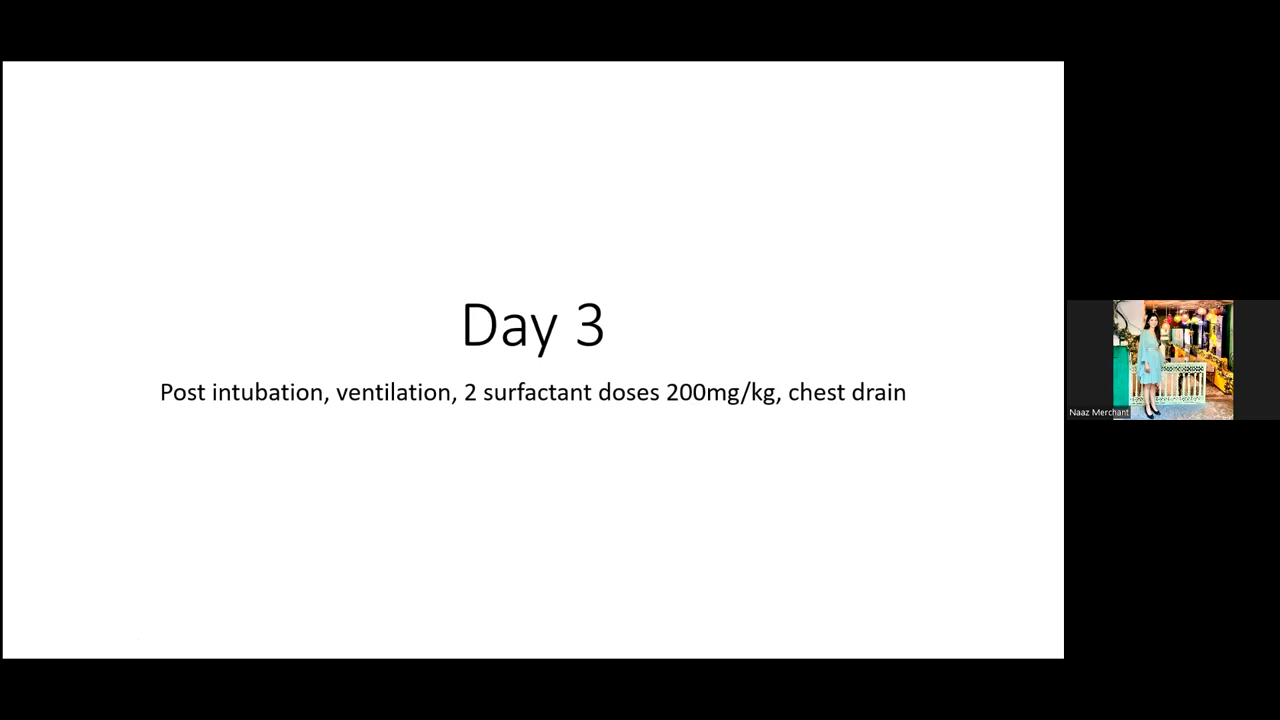 Day 3
Post intubation, ventilation, 2 surfactant doses 200mg/kg, chest drain
Naaz Merchant